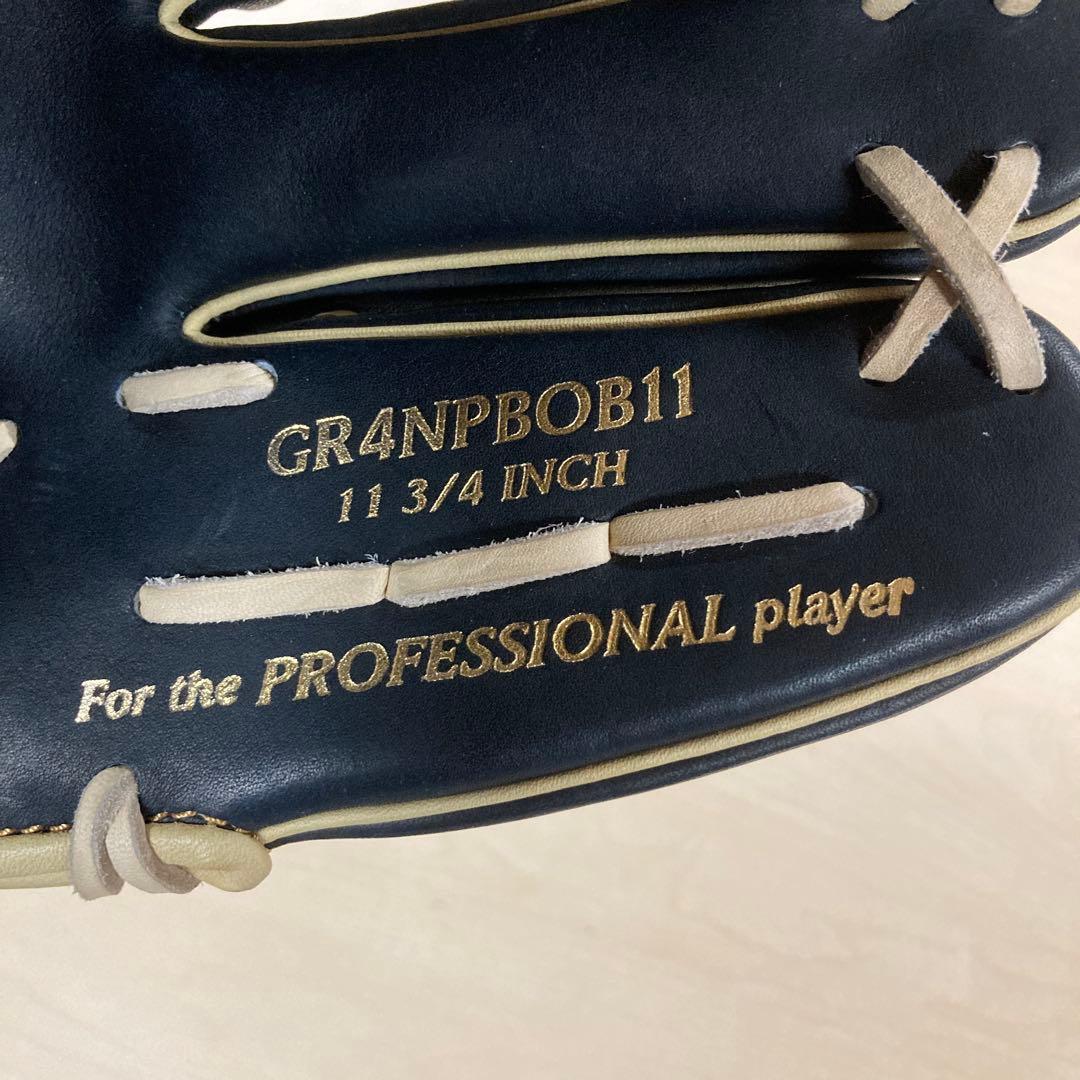 GR4NPBOB11
11 3/4 INCH
For the PROFESSIONAL player